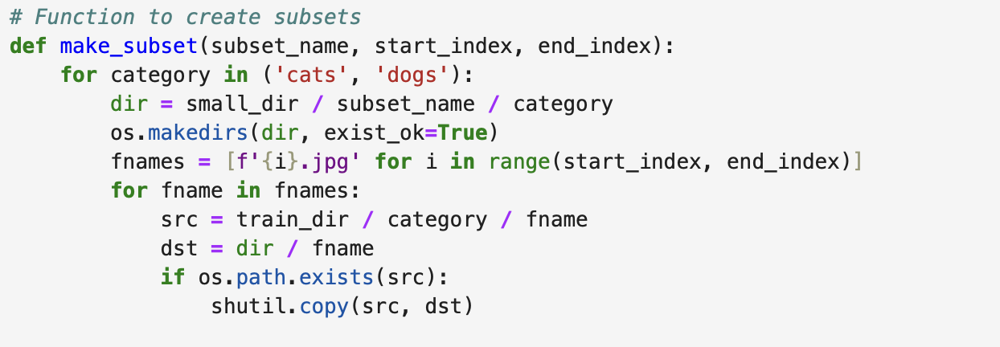 # Function to create subsets
def make_subset(subset_name, start_index, end_index):
    for category in ('cats', 'dogs'):
        dir = small_dir / subset_name / category
        os.makedirs(dir, exist_ok=True)
        fnames = [f'{i}.jpg' for i in range(start_index, end_index)]
        for fname in fnames:
            src = train_dir / category / fname
            dst = dir / fname
            if os.path.exists(src):
                shutil.copy(src, dst)